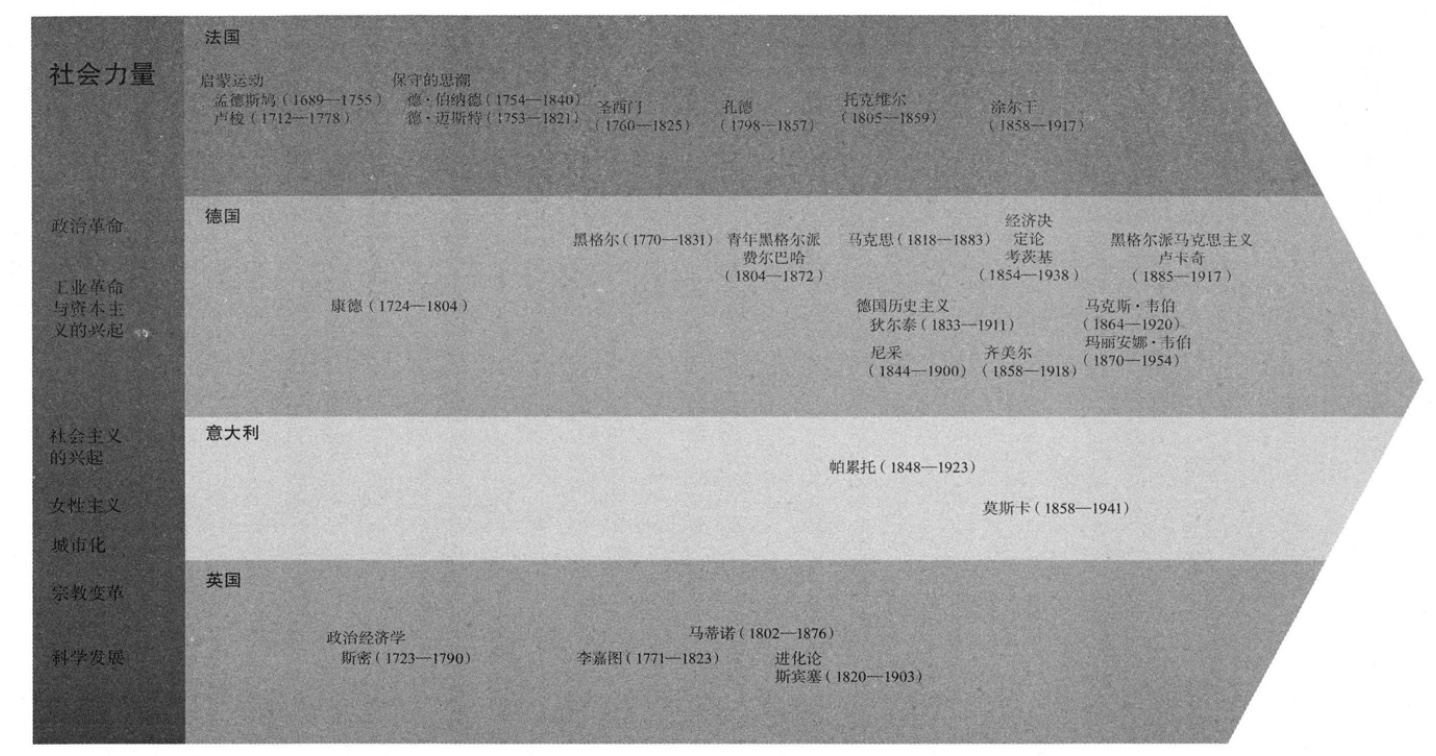 社会力量
政治革命
工业革命
与资本主
义的兴起
社会主义
的兴起
女性主义
城市化
宗教变革
科学发展
法国
启蒙运动
孟德斯鸠(1689—1755)
卢梭(1712—1778)
保守的思潮
德·伯纳德(1754—1840)
德·迈斯特(1753—1821)
圣西门
(1760—1825)
孔德
(1798—1857)
托克维尔
(1805—1859)
涂尔干
(1858—1917)
德国
康德(1724—1804)
黑格尔(1770—1831)
青年黑格尔派
费尔巴哈
(1804—1872)
马克思(1818—1883)
经济决
定论
考茨基
(1854—1938)
黑格尔派马克思主义
卢卡奇
(1885—1917)
德国历史主义
狄尔泰(1833—1911)
尼采
(1844—1900)
齐美尔
(1858—1918)
马克斯·韦伯
(1864—1920)
玛丽安娜·韦伯
(1870—1954)
意大利
帕累托(1848—1923)
莫斯卡(1858—1941)
英国
政治经济学
斯密(1723—1790)
李嘉图(1771—1823)
马蒂诺(1802—1876)
进化论
斯宾塞(1820—1903)